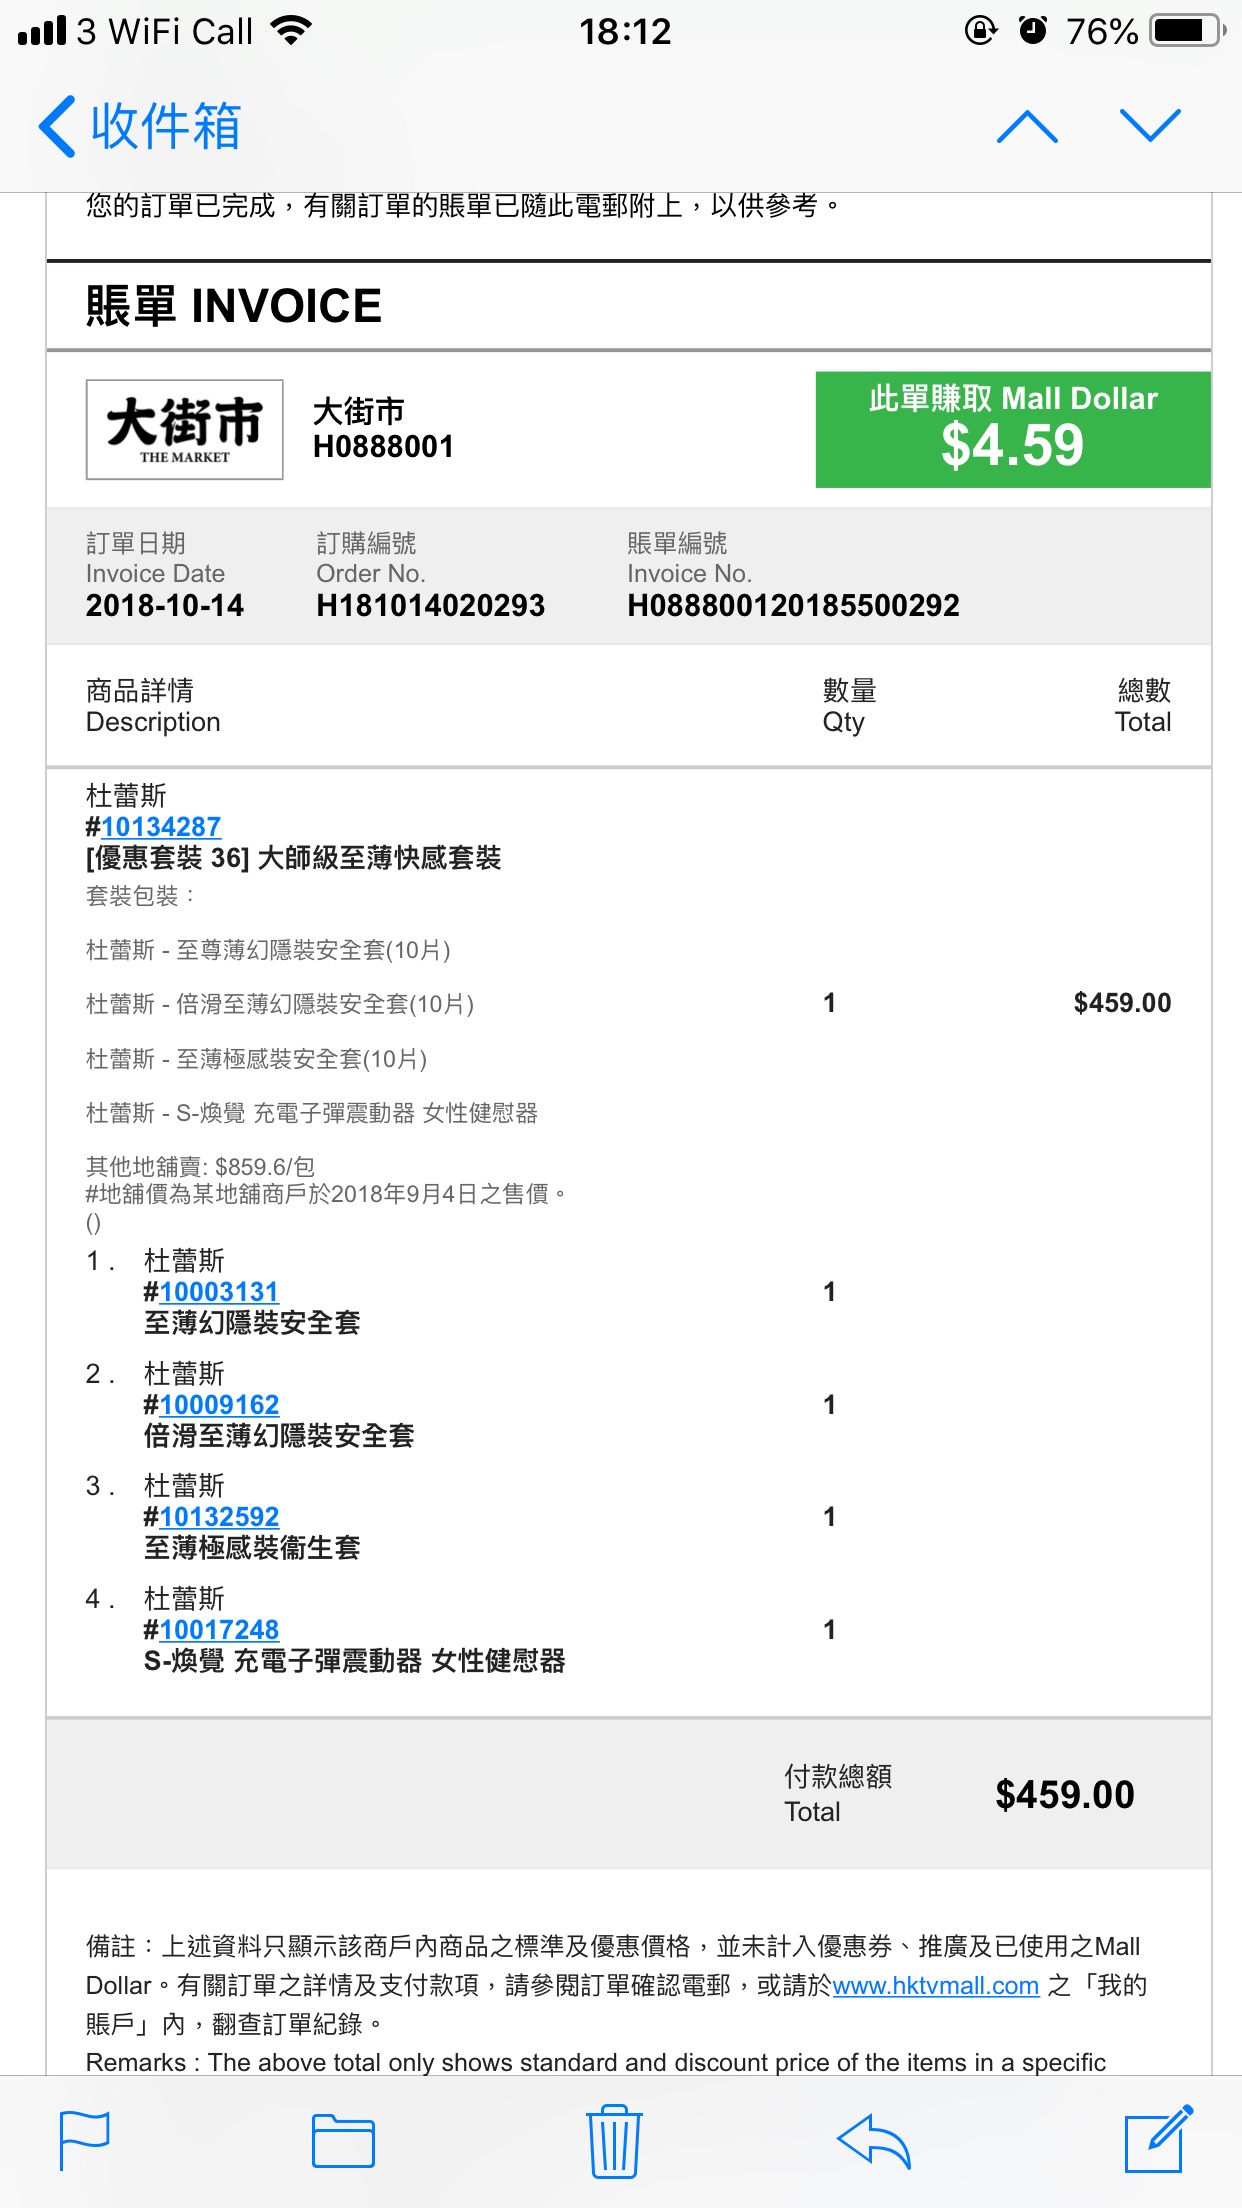 3 WiFi Call 18:12 76%
收件箱
您的訂單已完成，有關訂單的賬單已隨此電郵附上，以供參考。
賬單 INVOICE
大街市
THE MARKET
大街市
H0888001
此單賺取 Mall Dollar
$4.59
訂單日期 訂購編號 賬單編號
Invoice Date Order No. Invoice No.
2018-10-14 H181014020293 H088800120185500292
商品詳情 數量 總數
Description Qty Total
杜蕾斯
#10134287
[優惠套裝 36] 大師級至薄快感套裝
套裝包裝：
杜蕾斯 - 至尊薄幻隱裝安全套(10片)
杜蕾斯 - 倍滑至薄幻隱裝安全套(10片) 1 $459.00
杜蕾斯 - 至薄極感裝安全套(10片)
杜蕾斯 - S-煥覺 充電子彈震動器 女性健慰器
其他地舖賣: $859.6/包
#地舖價為某地舖商戶於2018年9月4日之售價。
()
1 . 杜蕾斯
#10003131 1
至薄幻隱裝安全套
2 . 杜蕾斯
#10009162 1
倍滑至薄幻隱裝安全套
3 . 杜蕾斯
#10132592 1
至薄極感裝衞生套
4 . 杜蕾斯
#10017248 1
S-煥覺 充電子彈震動器 女性健慰器
付款總額
Total $459.00
備註：上述資料只顯示該商戶內商品之標準及優惠價格，並未計入優惠券、推廣及已使用之Mall
Dollar。有關訂單之詳情及支付款項，請參閱訂單確認電郵，或請於www.hktvmall.com 之「我的
賬戶」內，翻查訂單紀錄。
Remarks : The above total only shows standard and discount price of the items in a specific